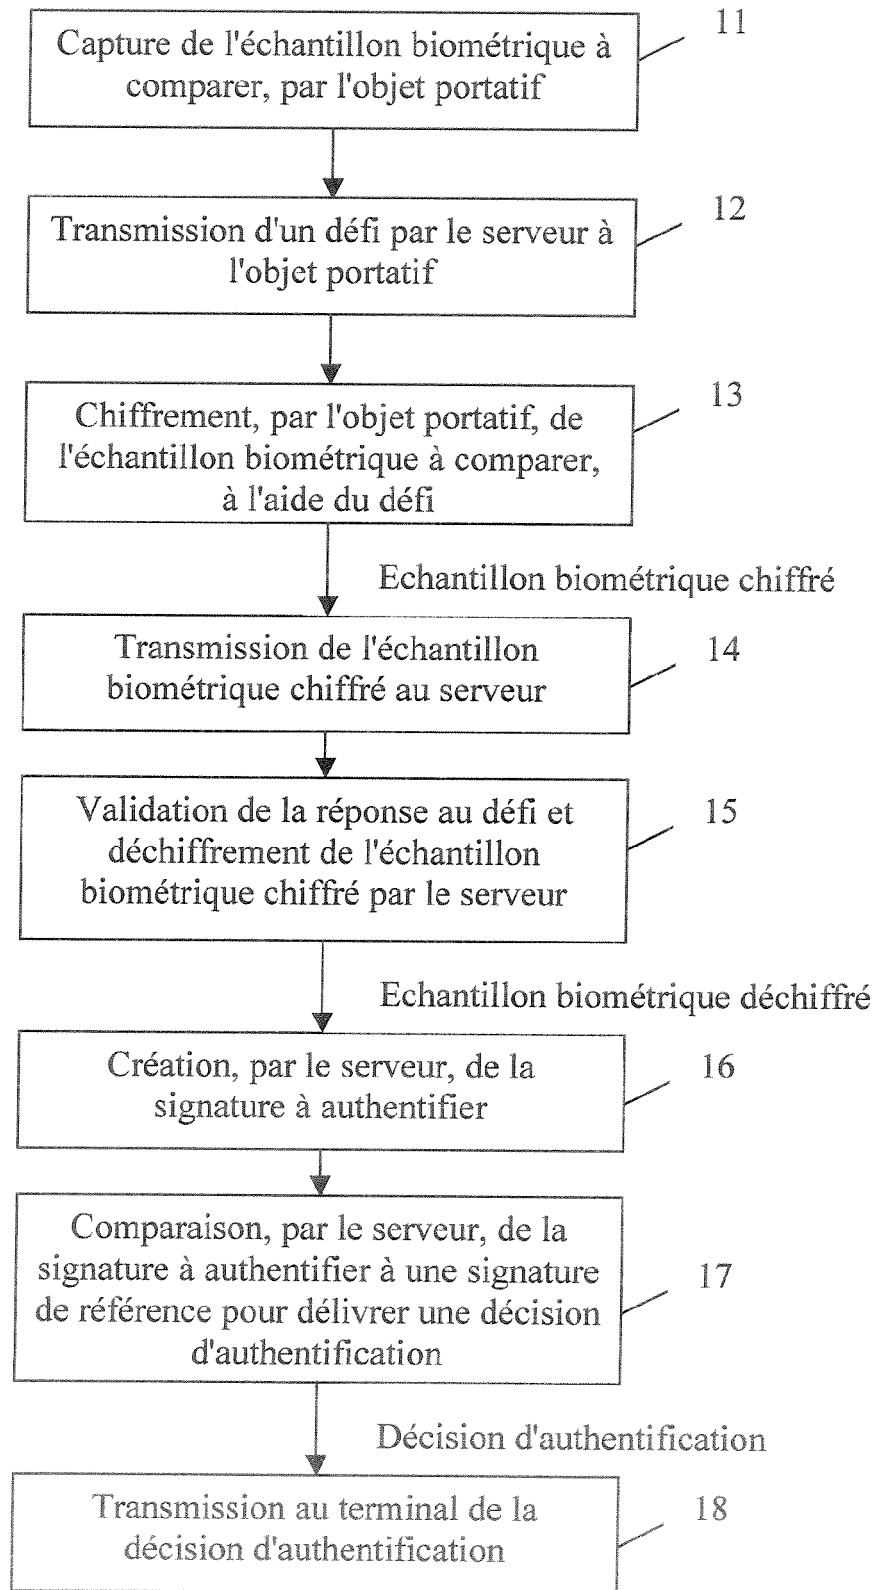 Capture de l'échantillon biométrique à
comparer, par l'objet portatif
11
Transmission d'un défi par le serveur à
l'objet portatif
12
Chiffrement, par l'objet portatif, de
l'échantillon biométrique à comparer,
à l'aide du défi
13
Echantillon biométrique chiffré
Transmission de l'échantillon
biométrique chiffré au serveur
14
Validation de la réponse au défi et
déchiffrement de l'échantillon
biométrique chiffré par le serveur
15
Echantillon biométrique déchiffré
Création, par le serveur, de la
signature à authentifier
16
Comparaison, par le serveur, de la
signature à authentifier à une signature
de référence pour délivrer une décision
d'authentification
17
Décision d'authentification
Transmission au terminal de la
décision d'authentification
18